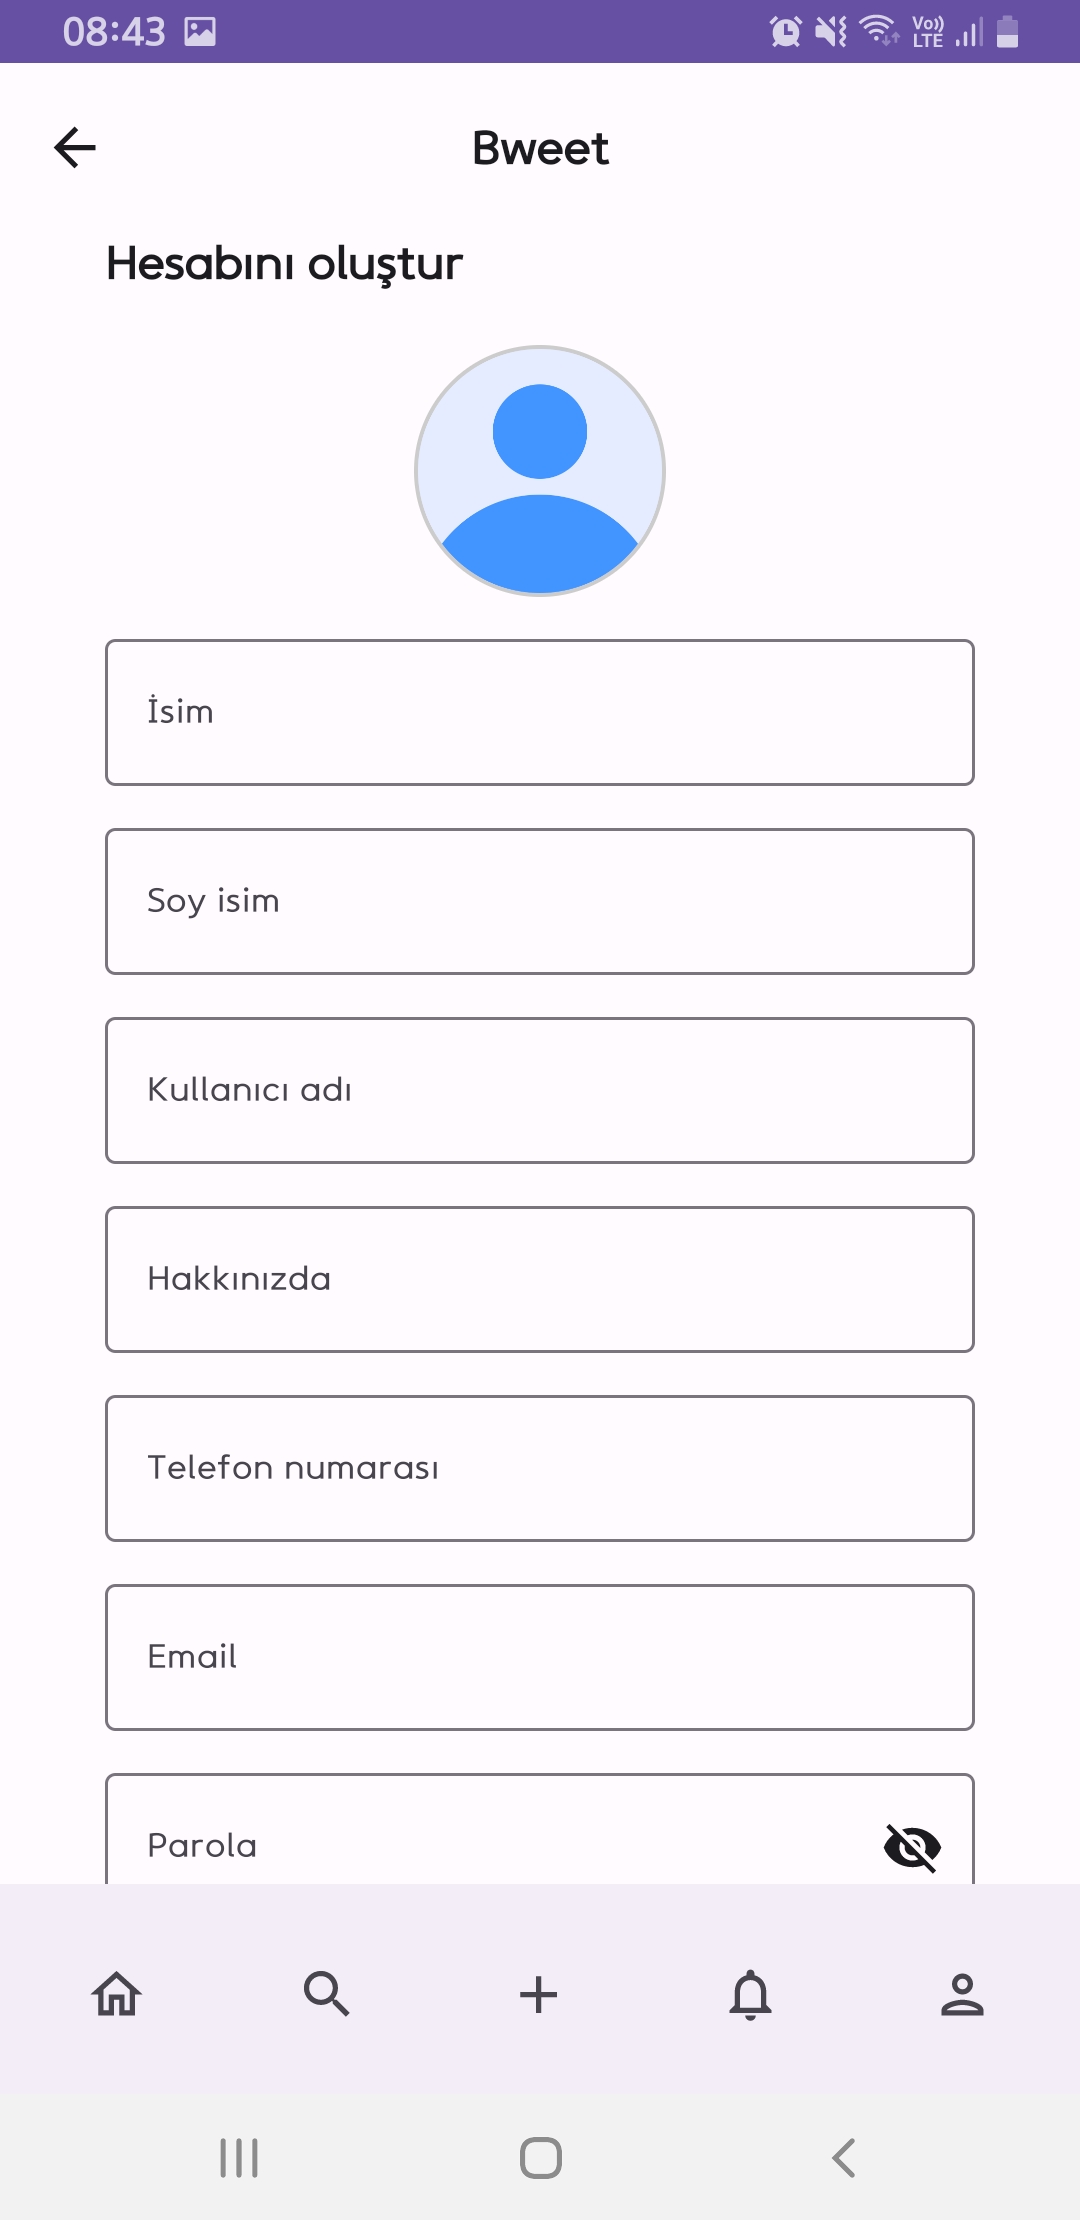 08:43
Vo)) LTE
Bweet
Hesabını oluştur
İsim
Soy isim
Kullanıcı adı
Hakkınızda
Telefon numarası
Email
Parola